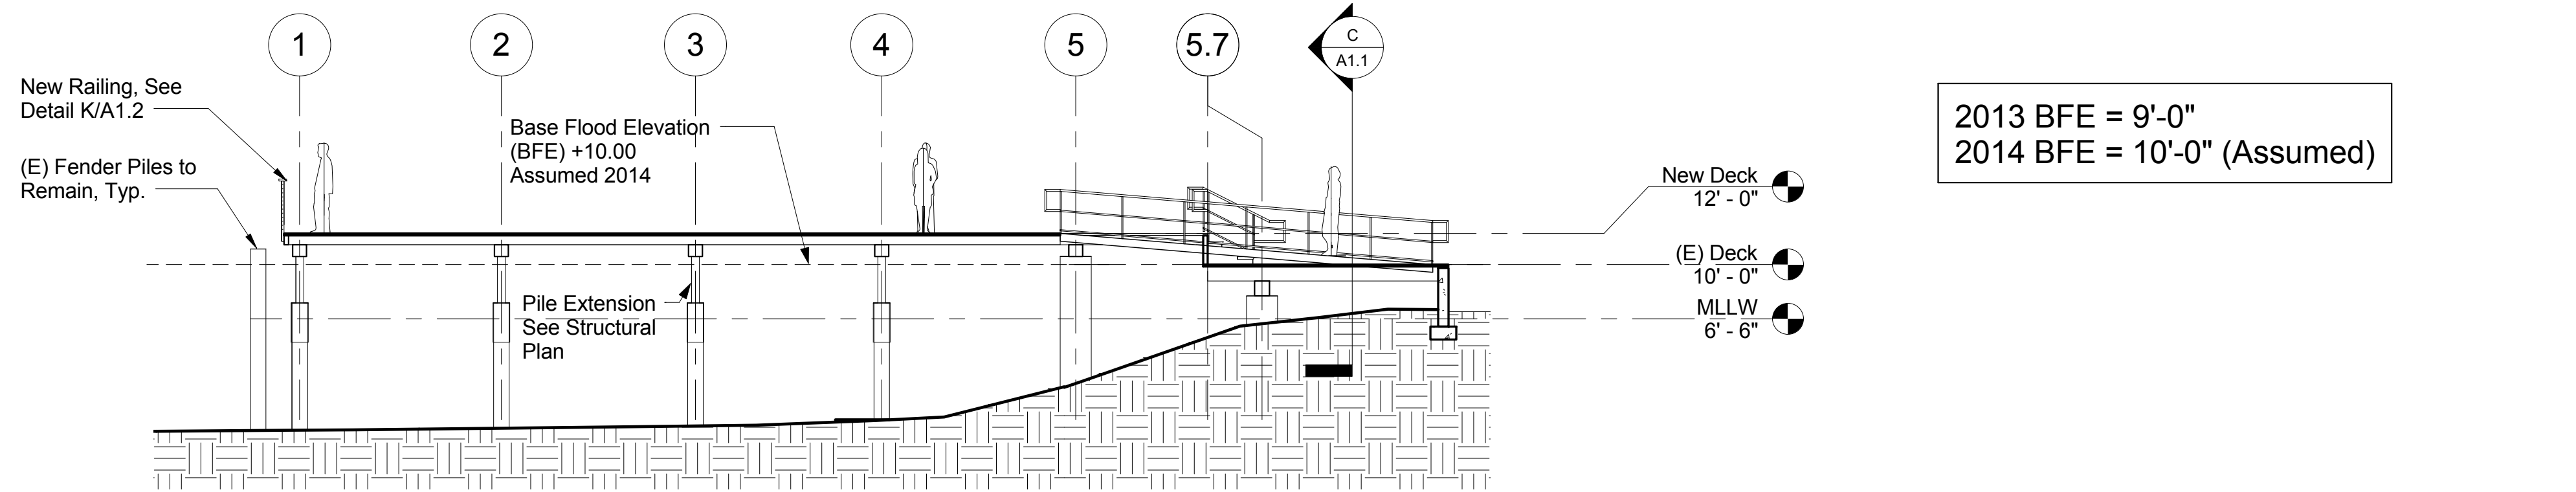 1
2
3
4
5
5.7
C
A1.1
New Railing, See
Detail K/A1.2
(E) Fender Piles to
Remain, Typ.
Base Flood Elevation
(BFE) +10.00
Assumed 2014
Pile Extension
See Structural
Plan
New Deck
12' - 0"
(E) Deck
10' - 0"
MLLW
6' - 6"
2013 BFE = 9'-0"
2014 BFE = 10'-0" (Assumed)